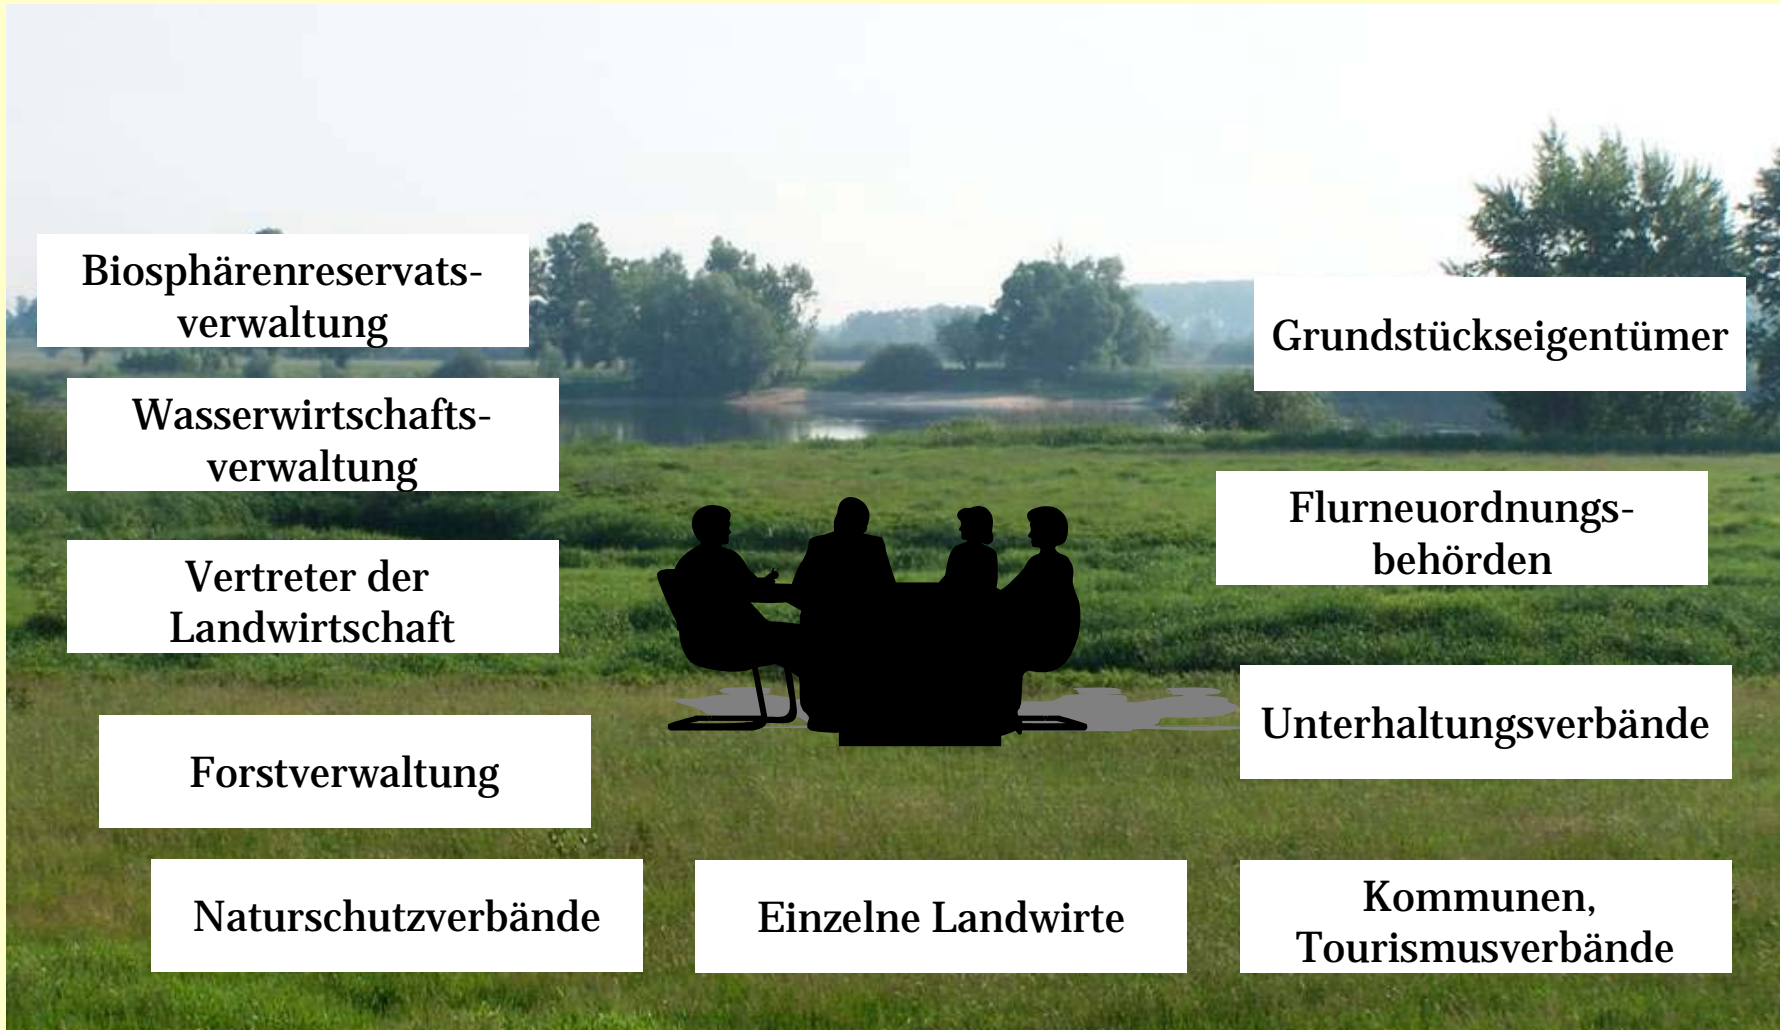 Biosphärenreservats-
verwaltung
Wasserwirtschafts-
verwaltung
Vertreter der
Landwirtschaft
Forstverwaltung
Naturschutzverbände
Einzelne Landwirte
Grundstückseigentümer
Flurneuordnungs-
behörden
Unterhaltungsverbände
Kommunen,
Tourismusverbände